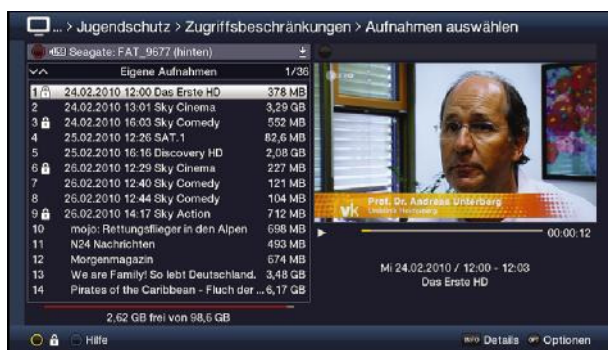 ... > Jugendschutz > Zugriffsbeschränkungen > Aufnahmen auswählen
Seagate: FAT_9677 (hinten)
Eigene Aufnahmen 1/36
1 24.02.2010 12:00 Das Erste HD 378 MB
2 24.02.2010 13:01 Sky Cinema 3,29 GB
3 24.02.2010 16:03 Sky Comedy 552 MB
4 25.02.2010 12:26 SAT.1 82,6 MB
5 25.02.2010 16:16 Discovery HD 2,08 GB
6 26.02.2010 12:29 Sky Cinema 227 MB
7 26.02.2010 12:40 Sky Comedy 121 MB
8 26.02.2010 12:44 Sky Comedy 104 MB
9 26.02.2010 14:17 Sky Action 712 MB
10 mojo: Rettungsflieger in den Alpen 698 MB
11 N24 Nachrichten 493 MB
12 Morgenmagazin 674 MB
13 We are Family! So lebt Deutschland. 3,48 GB
14 Pirates of the Caribbean - Fluch der ... 6,17 GB
2,62 GB frei von 98,6 GB
vk
Prof. Dr. Andreas Unterberg
00:00:12
Mi 24.02.2010 / 12:00 - 12:03
Das Erste HD
Hilfe
INFO Details OPT Optionen